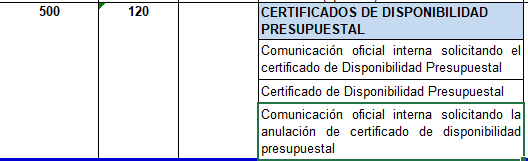 500 120 CERTIFICADOS DE DISPONIBILIDAD
PRESUPUESTAL
Comunicación oficial interna solicitando el
certificado de Disponibilidad Presupuestal
Certificado de Disponibilidad Presupuestal
Comunicación oficial interna solicitando la
anulación de certificado de disponibilidad
presupuestal